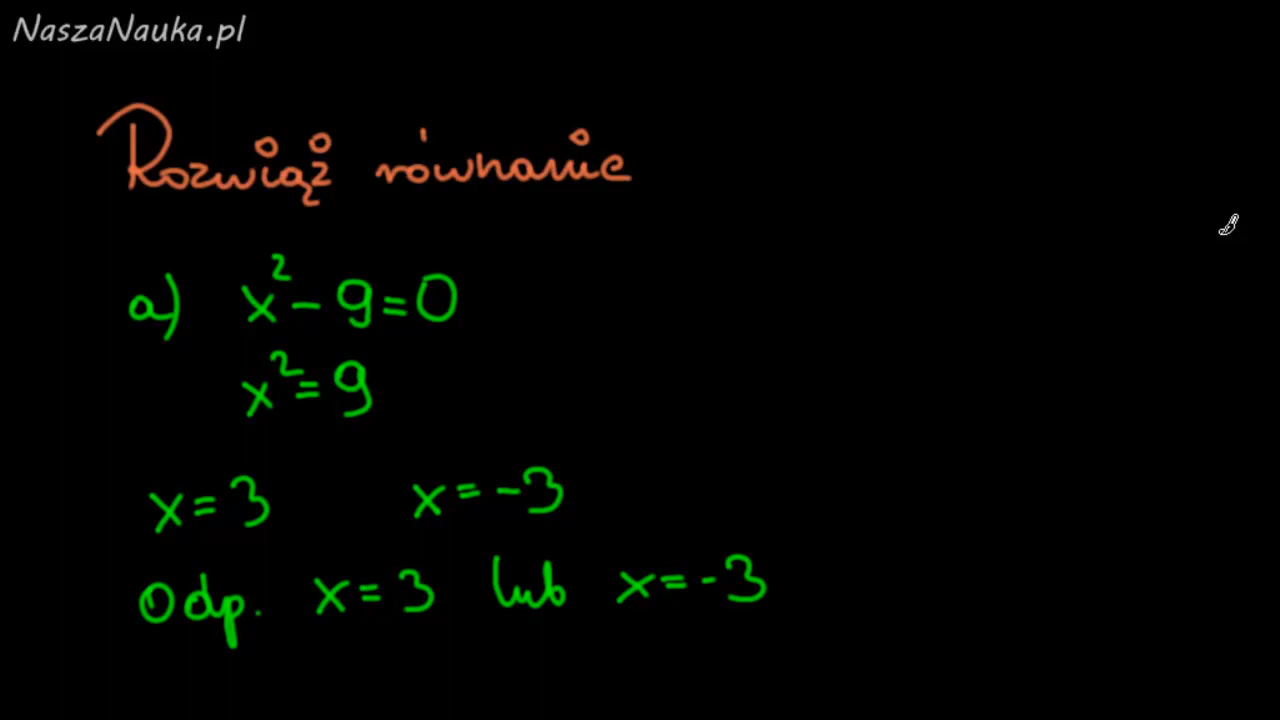 NaszaNauka.pl
Rozwiąż równanie
a) x² - 9 = 0
x² = 9
x = 3 x = -3
Odp. x = 3 lub x = -3